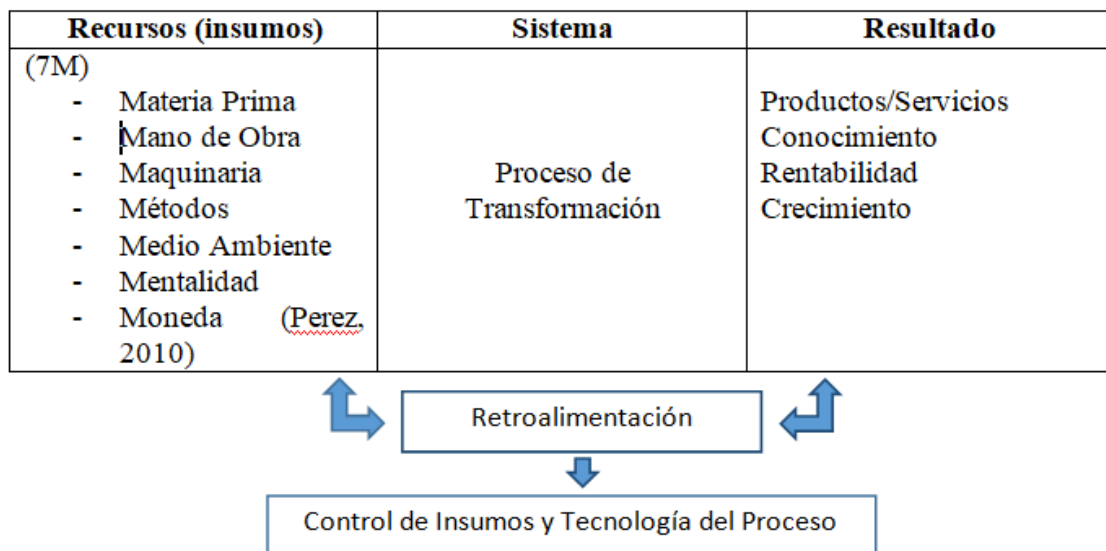 Recursos (insumos)
Sistema
Resultado
(7M)
- Materia Prima
- Mano de Obra
- Maquinaria
- Métodos
- Medio Ambiente
- Mentalidad
- Moneda (Perez,
2010)
Proceso de
Transformación
Productos/Servicios
Conocimiento
Rentabilidad
Crecimiento
Retroalimentación
Control de Insumos y Tecnología del Proceso